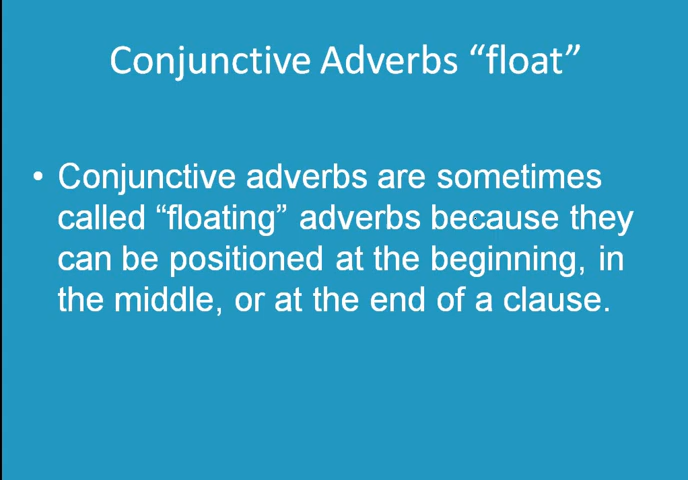 Conjunctive Adverbs “float”
• Conjunctive adverbs are sometimes
called “floating” adverbs because they
can be positioned at the beginning, in
the middle, or at the end of a clause.